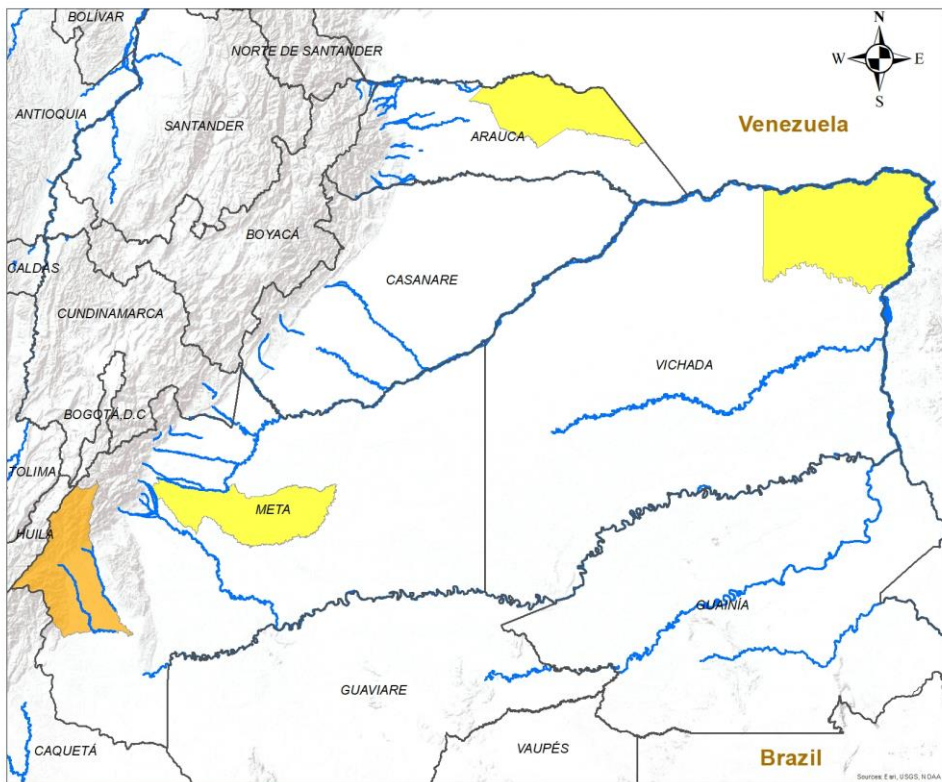 BOLÍVAR
N
NORTE DE SANTANDER
W
E
S
ANTIOQUIA
SANTANDER
ARAUCA
Venezuela
BOYACÁ
CALDAS
CASANARE
CUNDINAMARCA
VICHADA
BOGOTÁ,D.C
TOLIMA
META
HUILA
GUAINÍA
GUAVIARE
CAQUETÁ
VAUPÉS
Brazil
Sources: Esri, USGS, NOAA